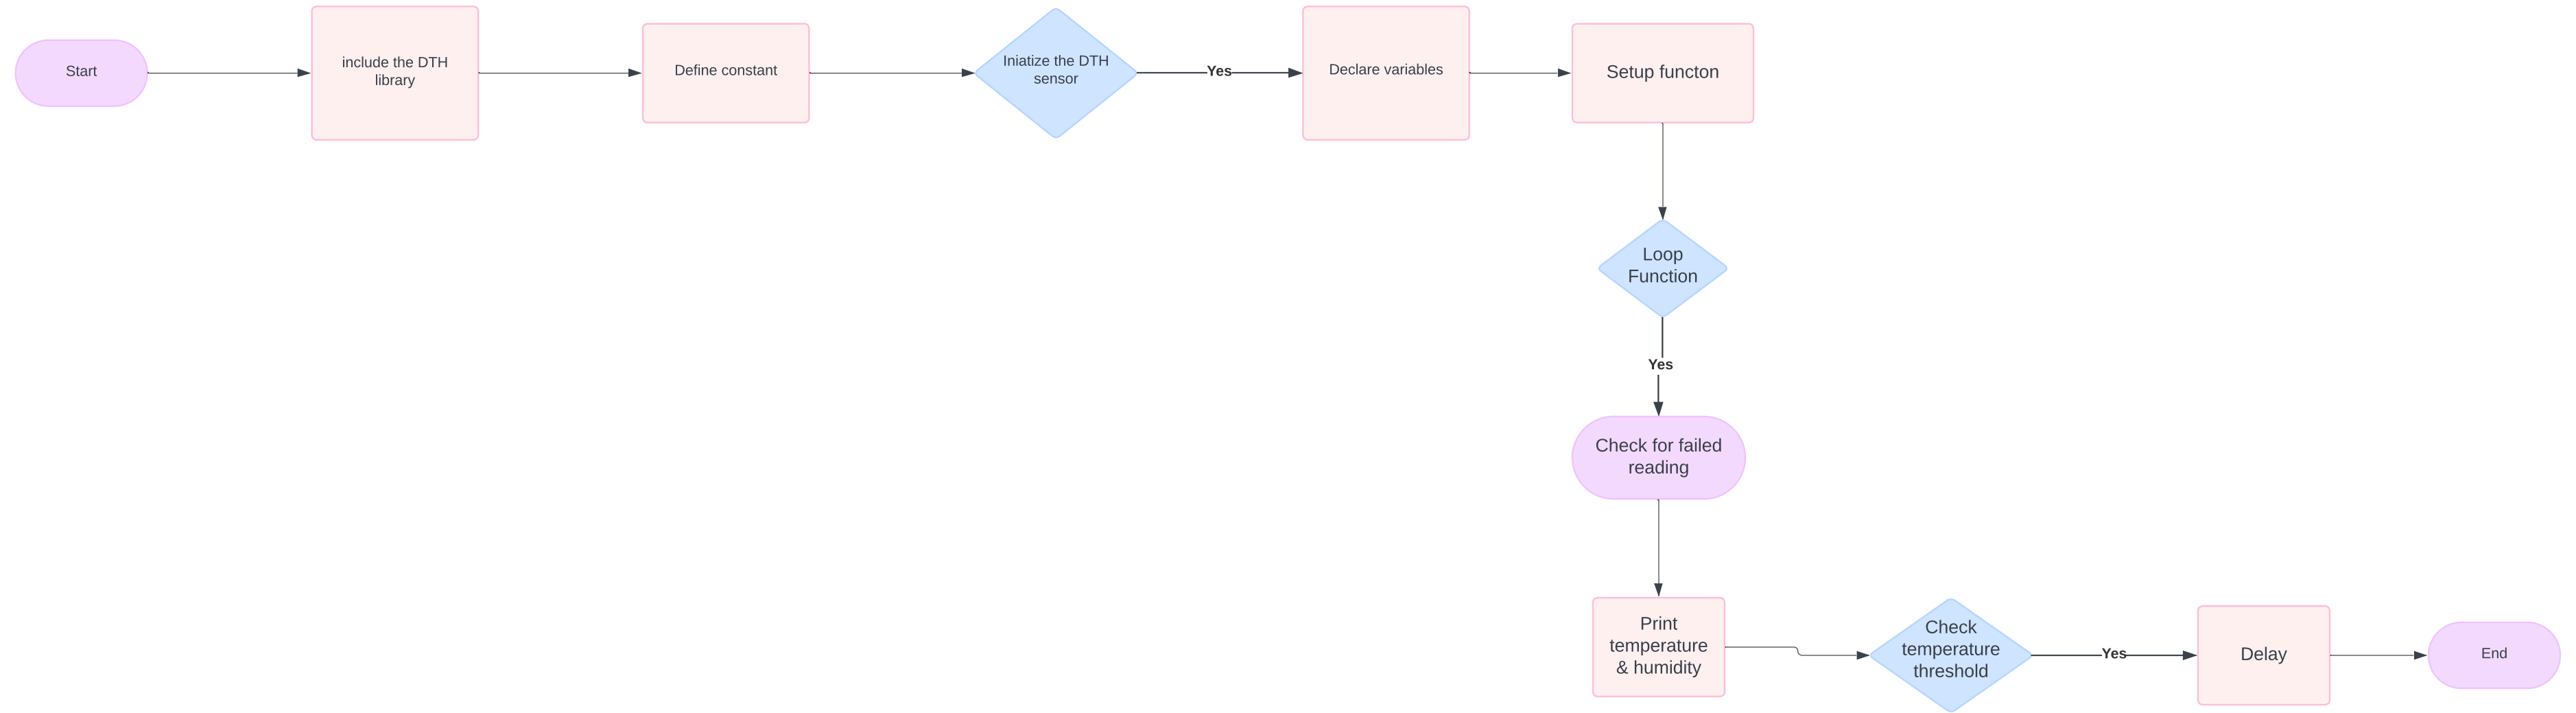 Start
include the DTH
library
Define constant
Iniatize the DTH
sensor
Yes
Declare variables
Setup functon
Loop
Function
Yes
Check for failed
reading
Print
temperature
& humidity
Check
temperature
threshold
Yes
Delay
End